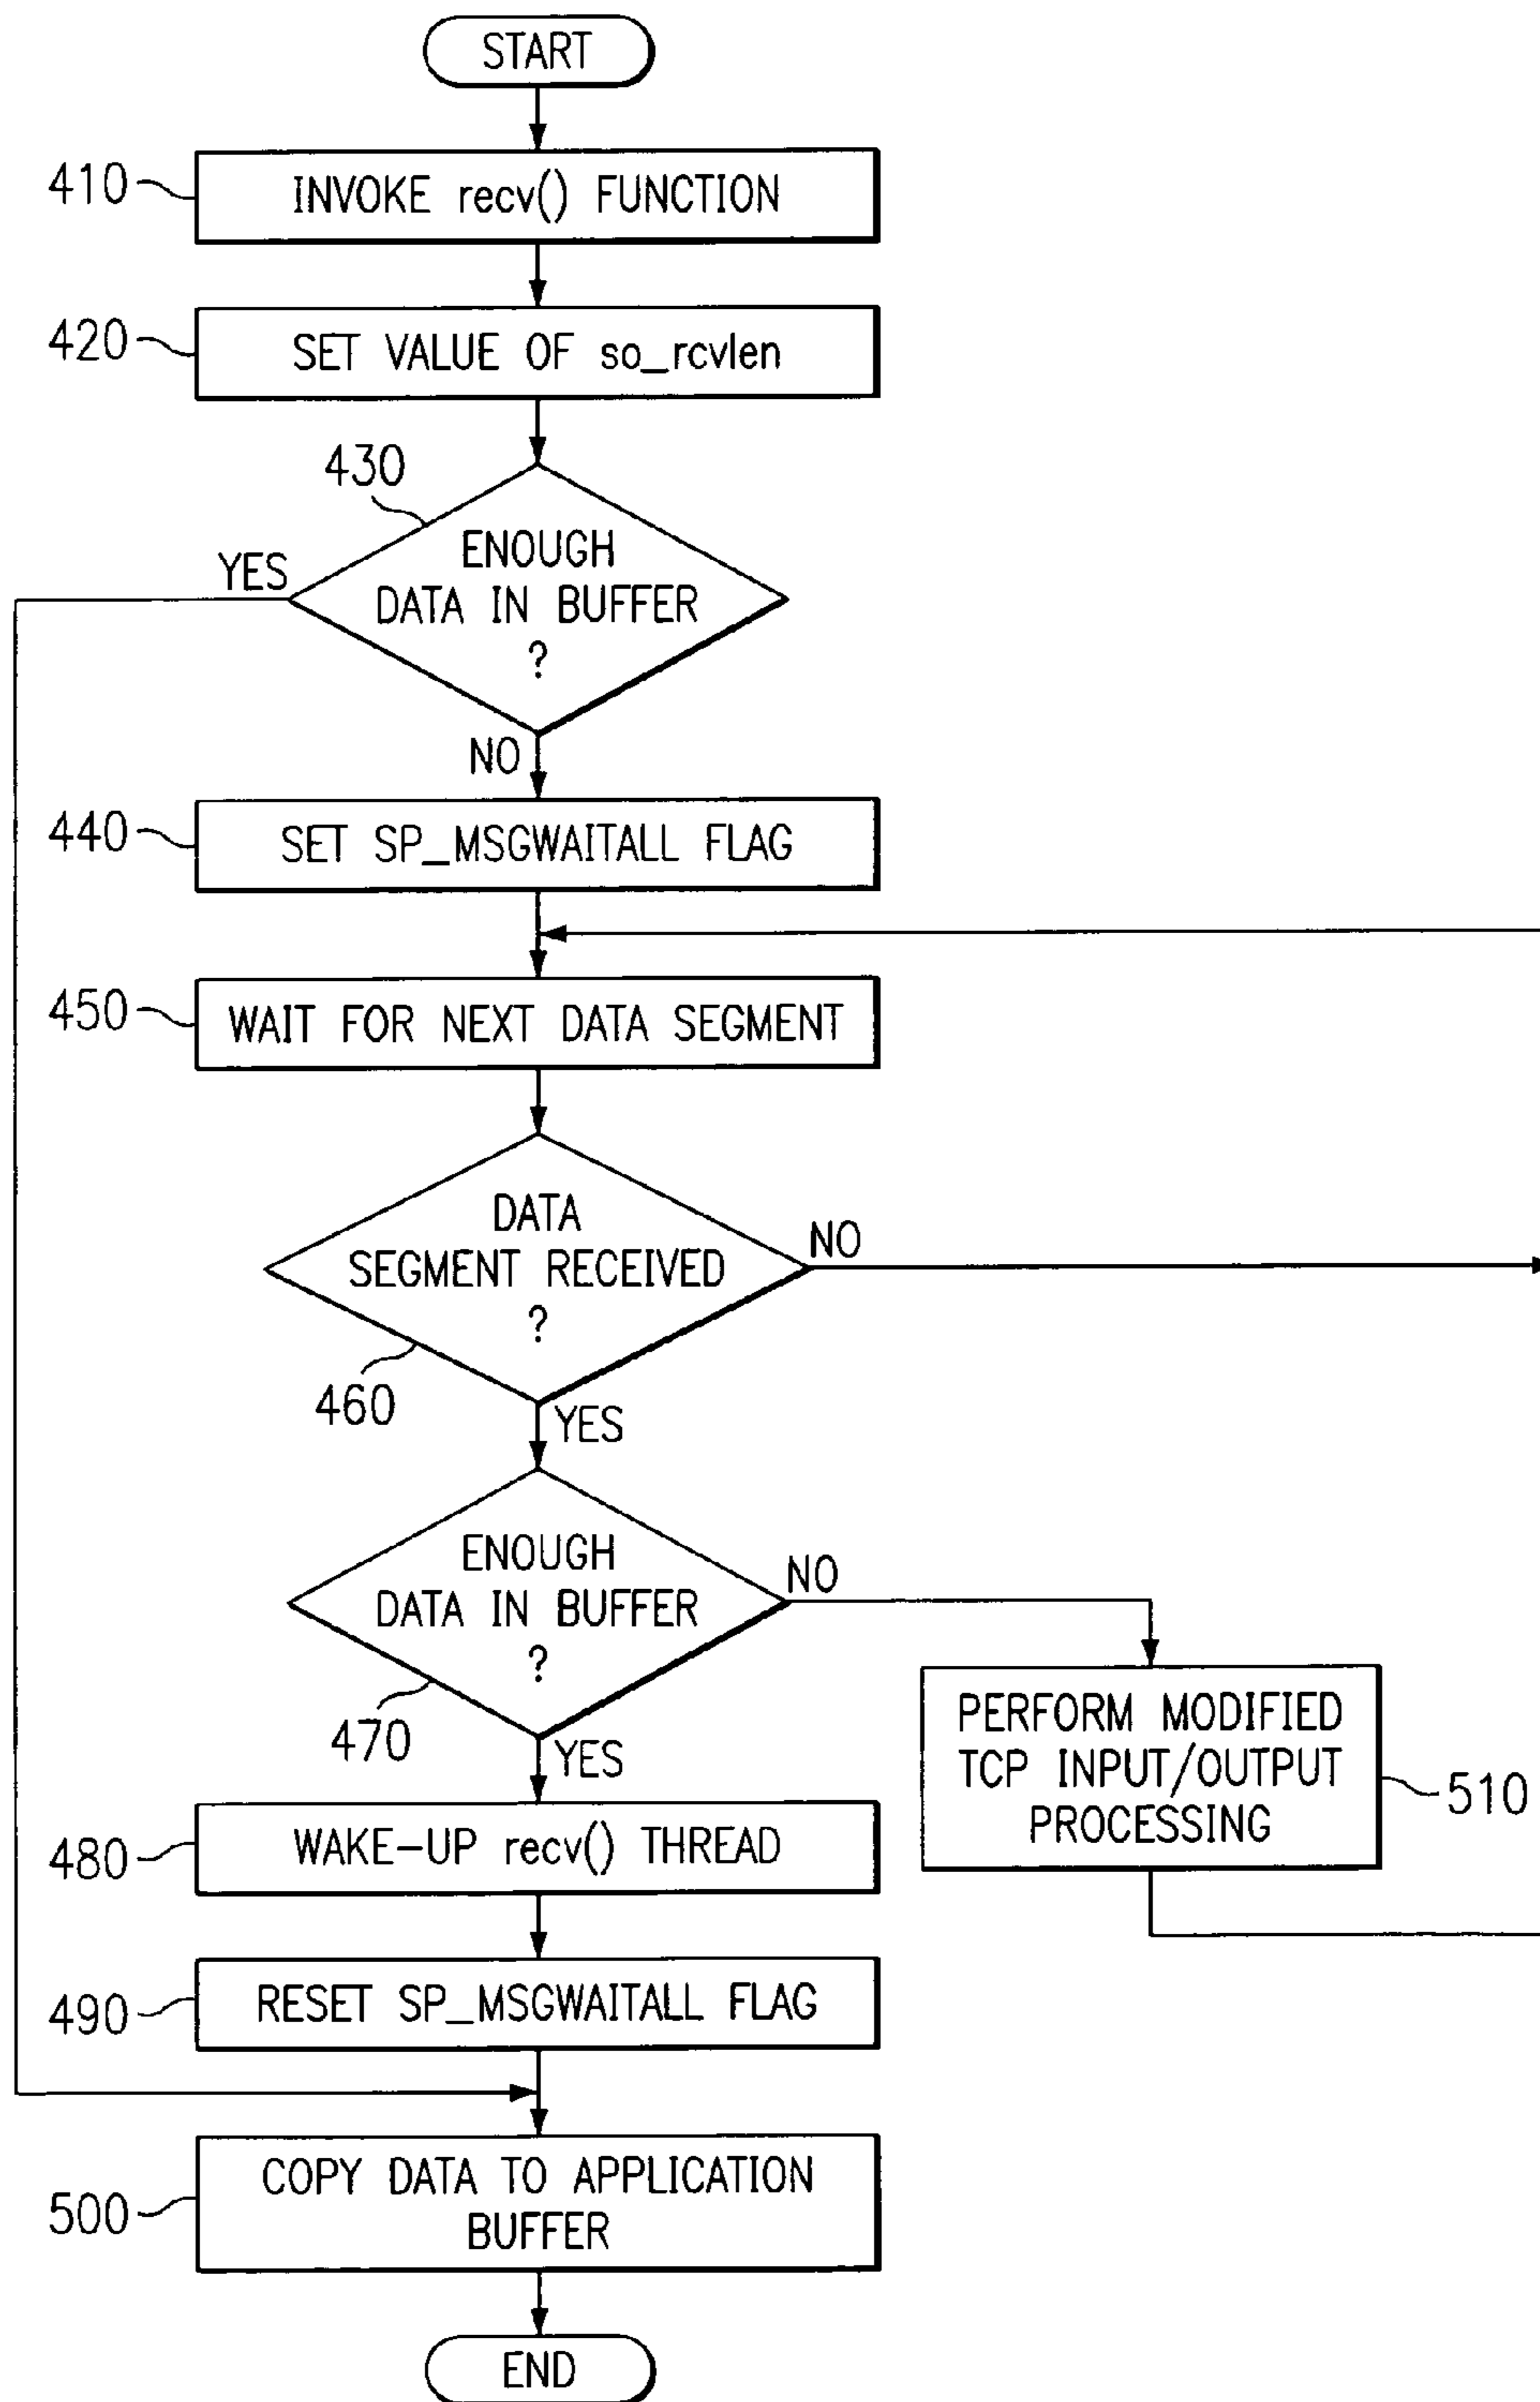 START
410
INVOKE recv() FUNCTION
420
SET VALUE OF so_rcvlen
430
ENOUGH
DATA IN BUFFER
?
YES
NO
440
SET SP_MSGWAITALL FLAG
450
WAIT FOR NEXT DATA SEGMENT
DATA
SEGMENT RECEIVED
?
NO
460
YES
ENOUGH
DATA IN BUFFER
?
NO
470
YES
PERFORM MODIFIED
TCP INPUT/OUTPUT
PROCESSING
510
480
WAKE-UP recv() THREAD
490
RESET SP_MSGWAITALL FLAG
500
COPY DATA TO APPLICATION
BUFFER
END